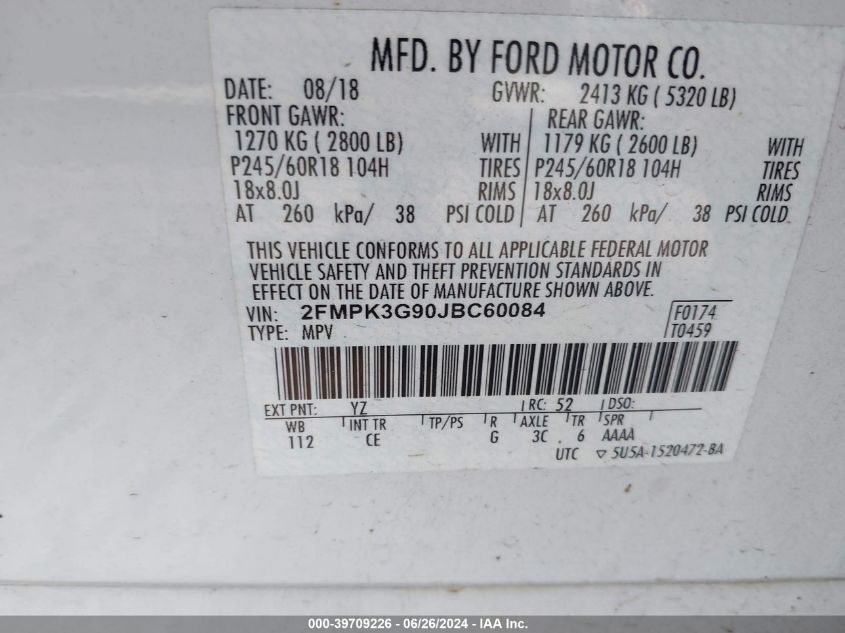 MFD. BY FORD MOTOR CO.
DATE: 08/18 GVWR: 2413 KG ( 5320 LB)
FRONT GAWR: REAR GAWR:
1270 KG ( 2800 LB) WITH 1179 KG ( 2600 LB) WITH
P245/60R18 104H TIRES P245/60R18 104H TIRES
18x8.0J RIMS 18x8.0J RIMS
AT 260 kPa/ 38 PSI COLD AT 260 kPa/ 38 PSI COLD
THIS VEHICLE CONFORMS TO ALL APPLICABLE FEDERAL MOTOR
VEHICLE SAFETY AND THEFT PREVENTION STANDARDS IN
EFFECT ON THE DATE OF MANUFACTURE SHOWN ABOVE.
VIN: 2FMPK3G90JBC60084 F0174
TYPE: MPV T0459
EXT PNT: YZ RC: 52 DSO:
WB INT TR TP/PS R AXLE TR SPR
112 CE G 3C 6 AAAA
UTC ▽ 5U5A-1520472-BA
000-39709226 - 06/26/2024 - IAA Inc.